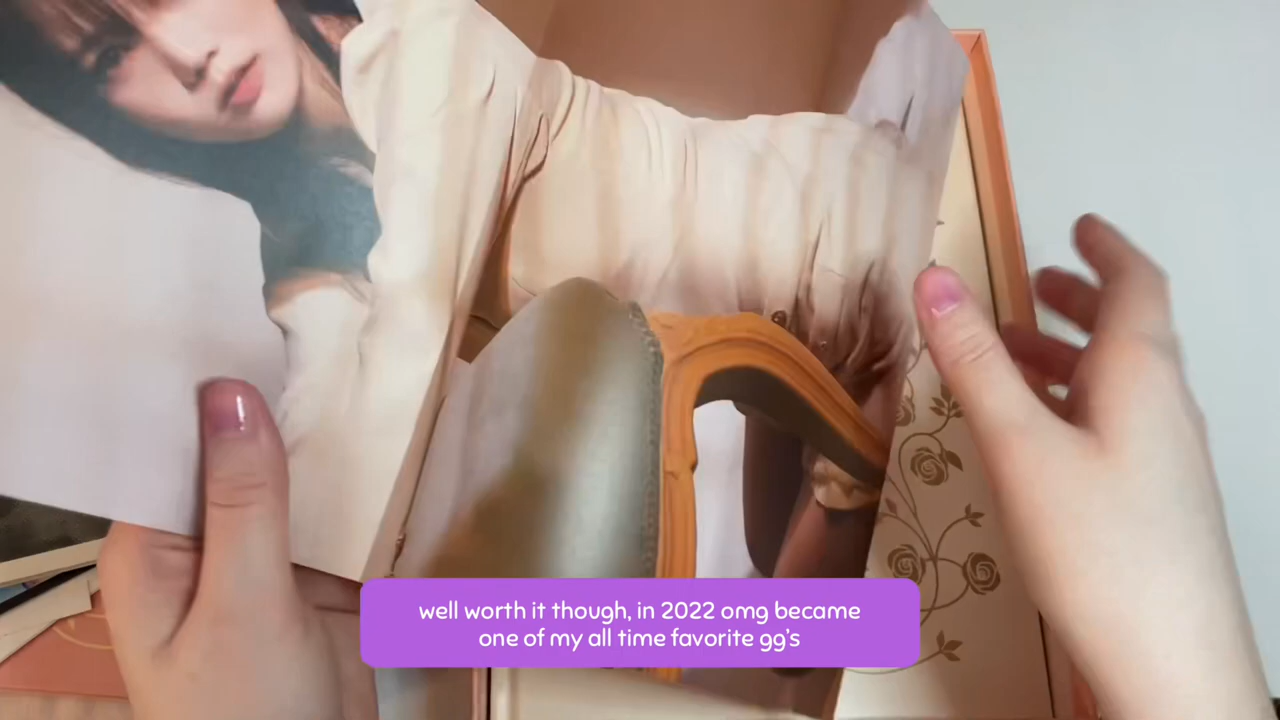 well worth it though, in 2022 omg became
one of my all time favorite gg's